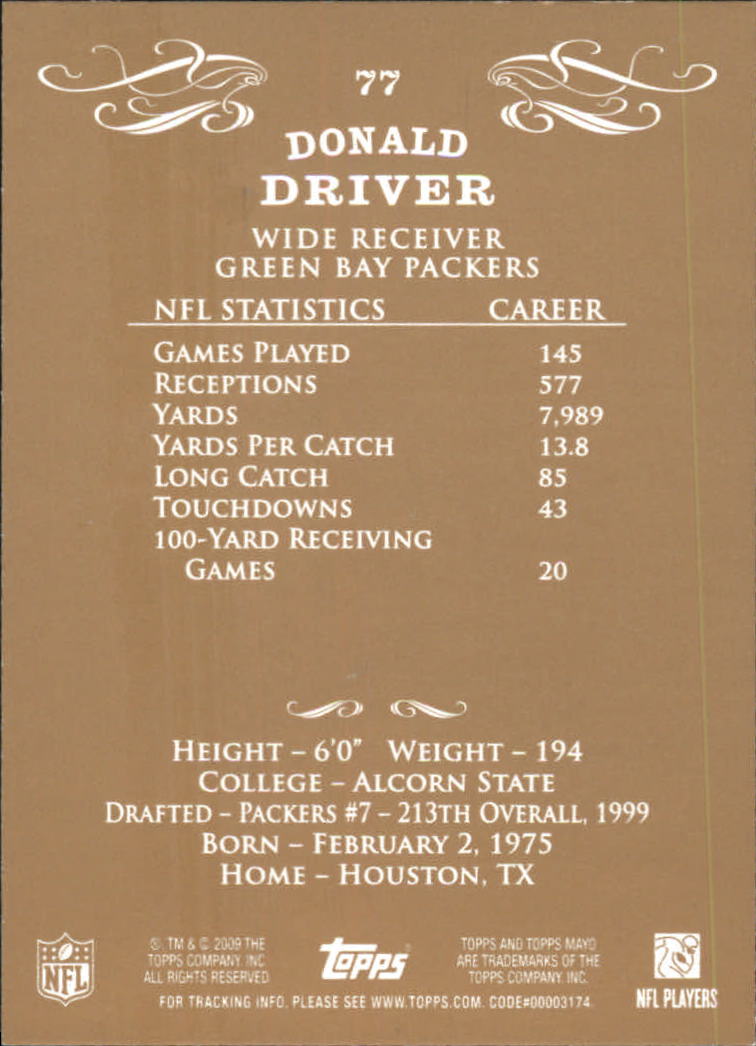 77
DONALD
DRIVER
WIDE RECEIVER
GREEN BAY PACKERS
NFL STATISTICS CAREER
GAMES PLAYED 145
RECEPTIONS 577
YARDS 7,989
YARDS PER CATCH 13.8
LONG CATCH 85
TOUCHDOWNS 43
100-YARD RECEIVING
GAMES 20
HEIGHT – 6'0" WEIGHT – 194
COLLEGE – ALCORN STATE
DRAFTED – PACKERS #7 – 213TH OVERALL, 1999
BORN – FEBRUARY 2, 1975
HOME – HOUSTON, TX
NFL
®, TM & © 2009 THE
TOPPS COMPANY, INC.
ALL RIGHTS RESERVED.
Topps
TOPPS AND TOPPS MAYO
ARE TRADEMARKS OF THE
TOPPS COMPANY, INC.
FOR TRACKING INFO, PLEASE SEE WWW.TOPPS.COM. CODE#00003174
NFL PLAYERS